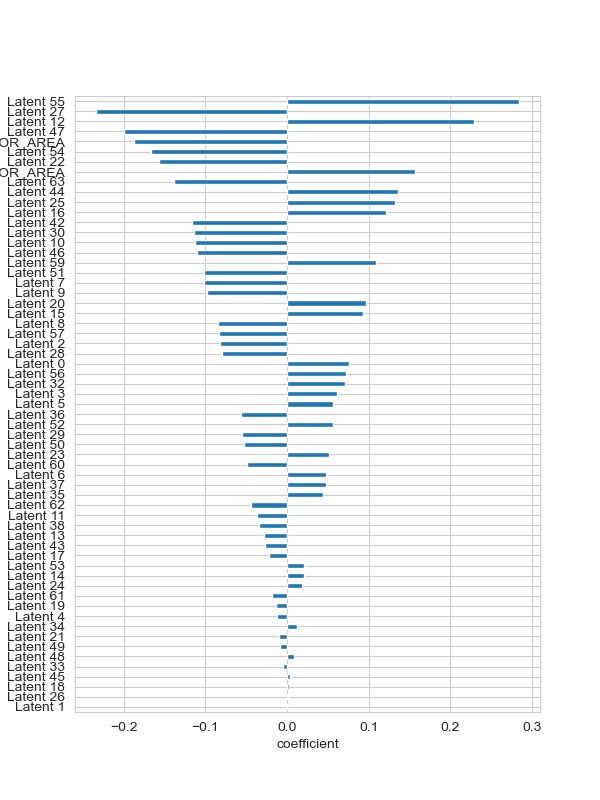 Latent 55
Latent 27
Latent 12
Latent 47
OR_AREA
Latent 54
Latent 22
OR_AREA
Latent 63
Latent 44
Latent 25
Latent 16
Latent 42
Latent 30
Latent 10
Latent 46
Latent 59
Latent 51
Latent 7
Latent 9
Latent 20
Latent 15
Latent 8
Latent 57
Latent 2
Latent 28
Latent 0
Latent 56
Latent 32
Latent 3
Latent 5
Latent 36
Latent 52
Latent 29
Latent 50
Latent 23
Latent 60
Latent 6
Latent 37
Latent 35
Latent 62
Latent 11
Latent 38
Latent 13
Latent 43
Latent 17
Latent 53
Latent 14
Latent 24
Latent 61
Latent 19
Latent 4
Latent 34
Latent 21
Latent 49
Latent 48
Latent 33
Latent 45
Latent 18
Latent 26
Latent 1
−0.2 −0.1 0.0 0.1 0.2 0.3
coefficient